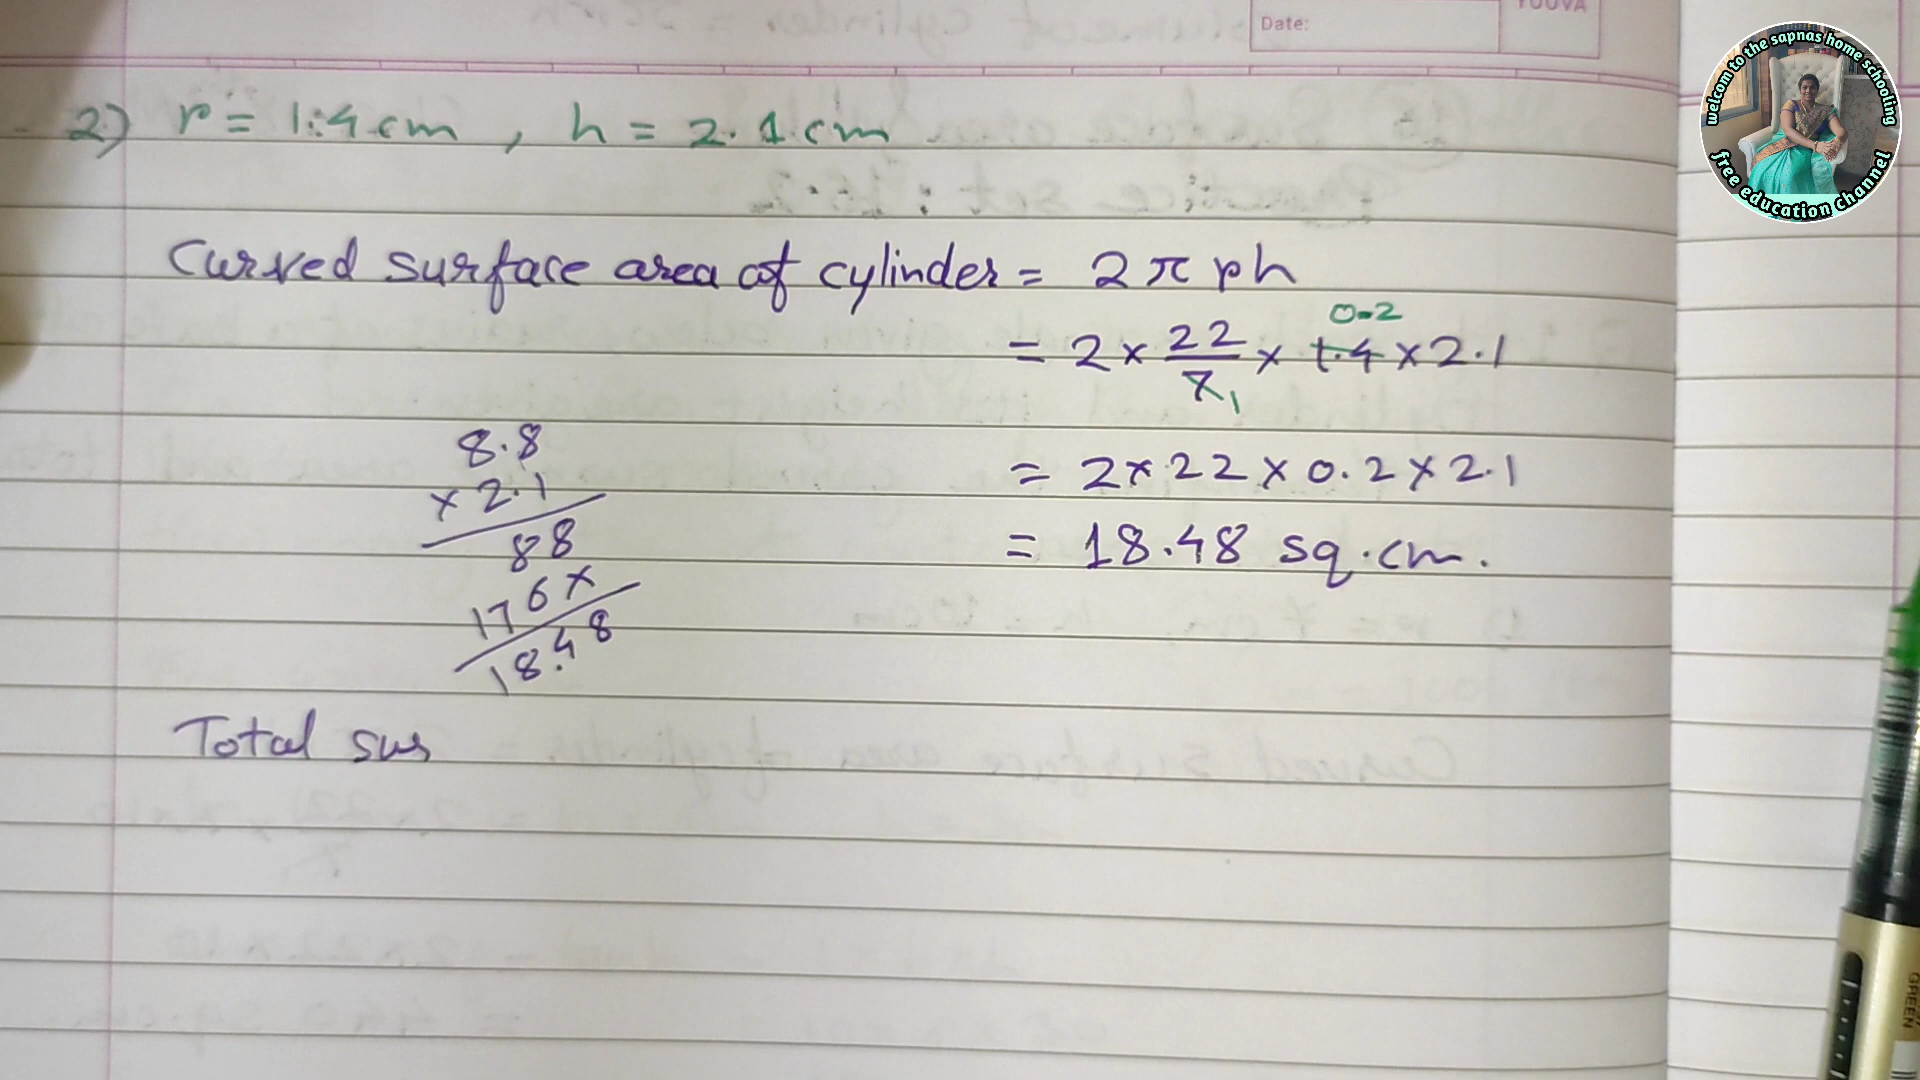 YOUVA
Date:
welcom to the sapnas home schooling
free education channel
2) r = 1.4 cm , h = 2.1 cm
Curved surface area of cylinder = 2 π r h
0.2
= 2 × 22/7 × 1.4 × 2.1
1
= 2 × 22 × 0.2 × 2.1
= 18.48 sq.cm.
8.8
× 2.1
88
176×
18.48
Total sur
GREEN